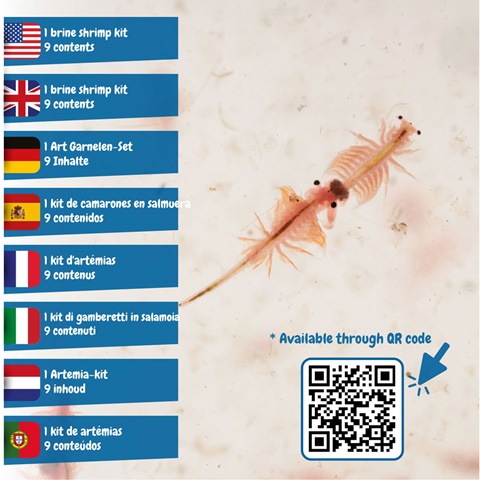 1 brine shrimp kit
9 contents
1 brine shrimp kit
9 contents
1 Art Garnelen-Set
9 Inhalte
1 kit de camarones en salmuera
9 contenidos
1 kit d'artémias
9 contenus
1 kit di gamberetti in salamoia
9 contenuti
1 Artemia-kit
9 inhoud
1 kit de artémias
9 conteúdos
* Available through QR code